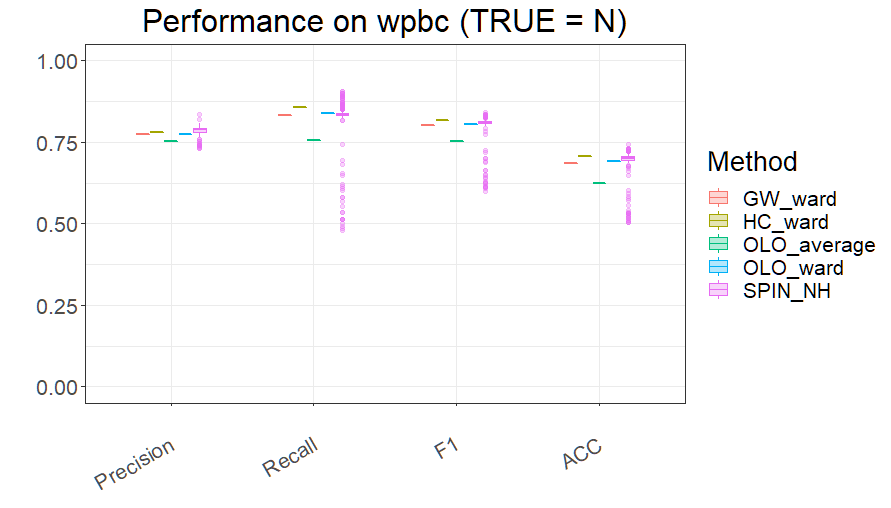 Performance on wpbc (TRUE = N)
1.00
0.75
0.50
0.25
0.00
Precision
Recall
F1
ACC
Method
GW_ward
HC_ward
OLO_average
OLO_ward
SPIN_NH